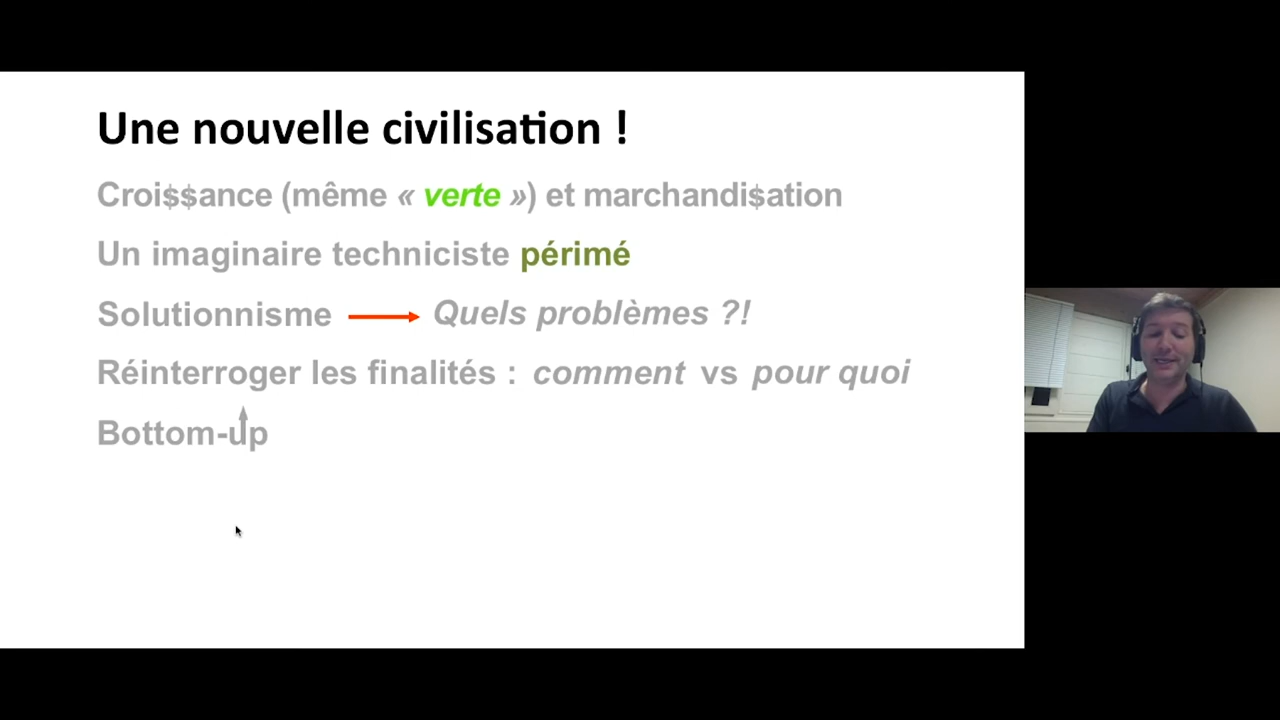 Une nouvelle civilisation !
Croi$$ance (même « verte ») et marchandi$ation
Un imaginaire techniciste périmé
Solutionnisme Quels problèmes ?!
Réinterroger les finalités : comment vs pour quoi
Bottom-up